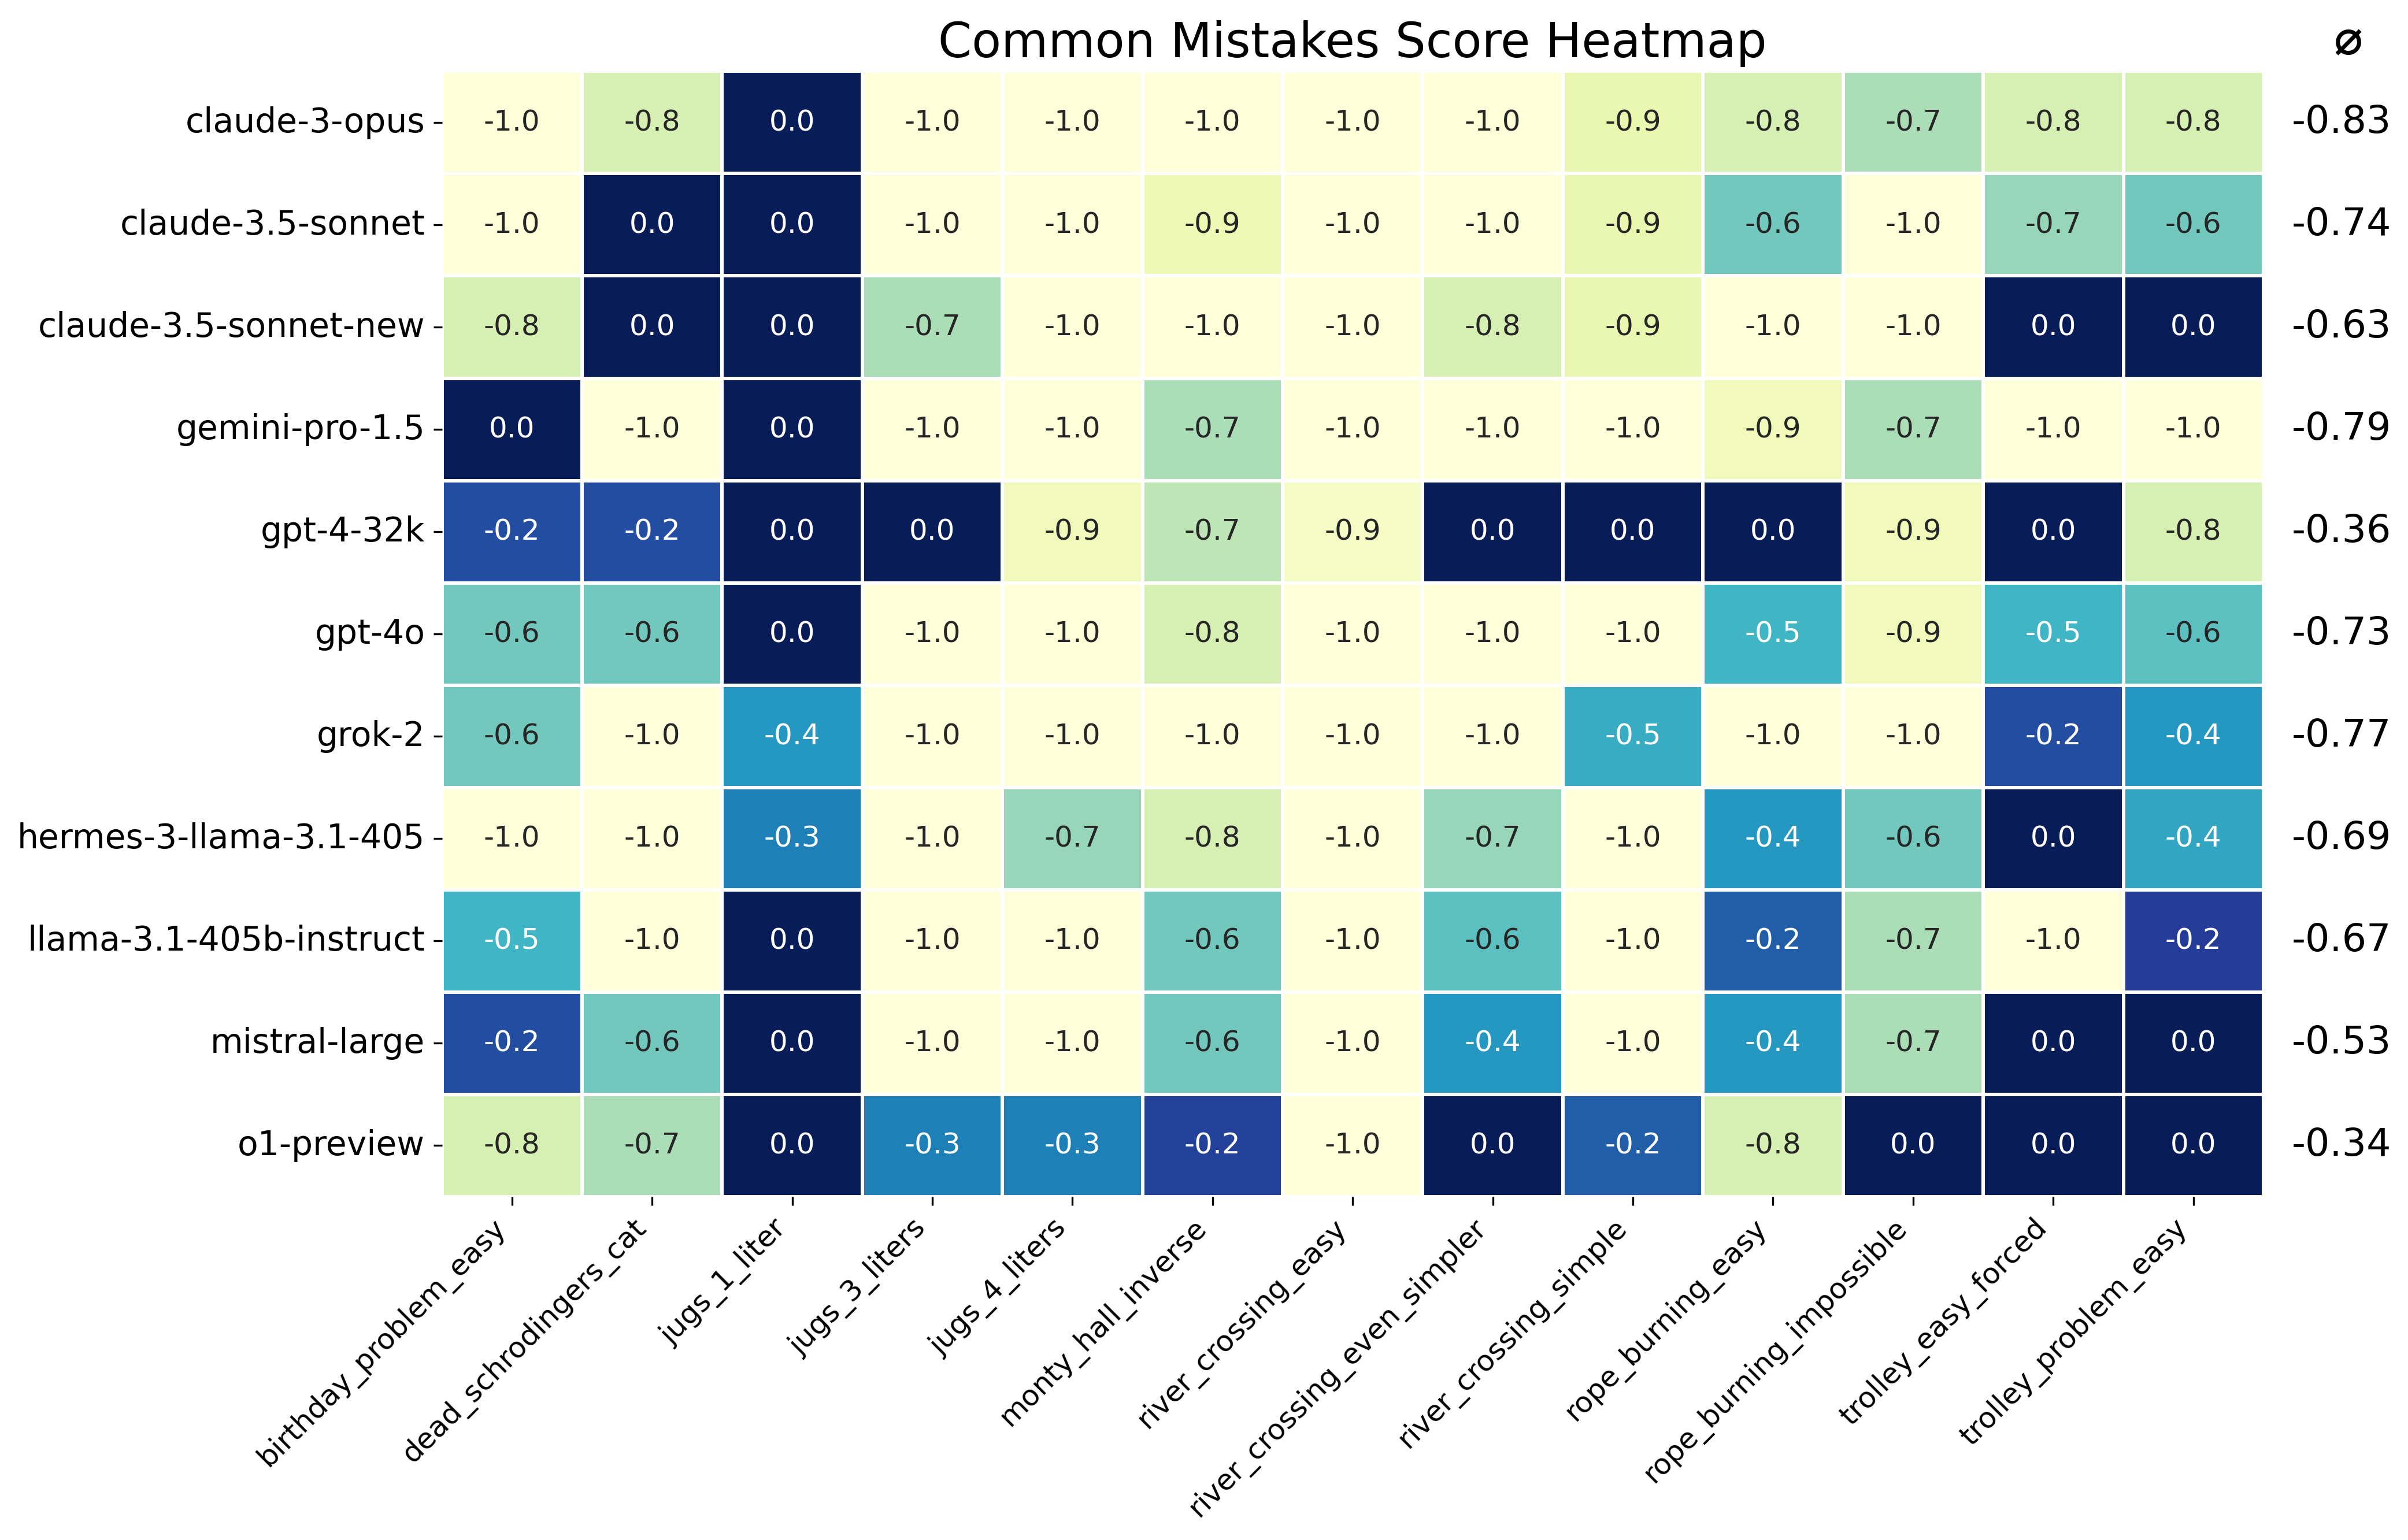 Common Mistakes Score Heatmap ⌀
claude-3-opus -1.0 -0.8 0.0 -1.0 -1.0 -1.0 -1.0 -1.0 -0.9 -0.8 -0.7 -0.8 -0.8 -0.83
claude-3.5-sonnet -1.0 0.0 0.0 -1.0 -1.0 -0.9 -1.0 -1.0 -0.9 -0.6 -1.0 -0.7 -0.6 -0.74
claude-3.5-sonnet-new -0.8 0.0 0.0 -0.7 -1.0 -1.0 -1.0 -0.8 -0.9 -1.0 -1.0 0.0 0.0 -0.63
gemini-pro-1.5 0.0 -1.0 0.0 -1.0 -1.0 -0.7 -1.0 -1.0 -1.0 -0.9 -0.7 -1.0 -1.0 -0.79
gpt-4-32k -0.2 -0.2 0.0 0.0 -0.9 -0.7 -0.9 0.0 0.0 0.0 -0.9 0.0 -0.8 -0.36
gpt-4o -0.6 -0.6 0.0 -1.0 -1.0 -0.8 -1.0 -1.0 -1.0 -0.5 -0.9 -0.5 -0.6 -0.73
grok-2 -0.6 -1.0 -0.4 -1.0 -1.0 -1.0 -1.0 -1.0 -0.5 -1.0 -1.0 -0.2 -0.4 -0.77
hermes-3-llama-3.1-405 -1.0 -1.0 -0.3 -1.0 -0.7 -0.8 -1.0 -0.7 -1.0 -0.4 -0.6 0.0 -0.4 -0.69
llama-3.1-405b-instruct -0.5 -1.0 0.0 -1.0 -1.0 -0.6 -1.0 -0.6 -1.0 -0.2 -0.7 -1.0 -0.2 -0.67
mistral-large -0.2 -0.6 0.0 -1.0 -1.0 -0.6 -1.0 -0.4 -1.0 -0.4 -0.7 0.0 0.0 -0.53
o1-preview -0.8 -0.7 0.0 -0.3 -0.3 -0.2 -1.0 0.0 -0.2 -0.8 0.0 0.0 0.0 -0.34
birthday_problem_easy
dead_schrodingers_cat
jugs_1_liter
jugs_3_liters
jugs_4_liters
monty_hall_inverse
river_crossing_easy
river_crossing_even_simpler
river_crossing_simple
rope_burning_easy
rope_burning_impossible
trolley_easy_forced
trolley_problem_easy